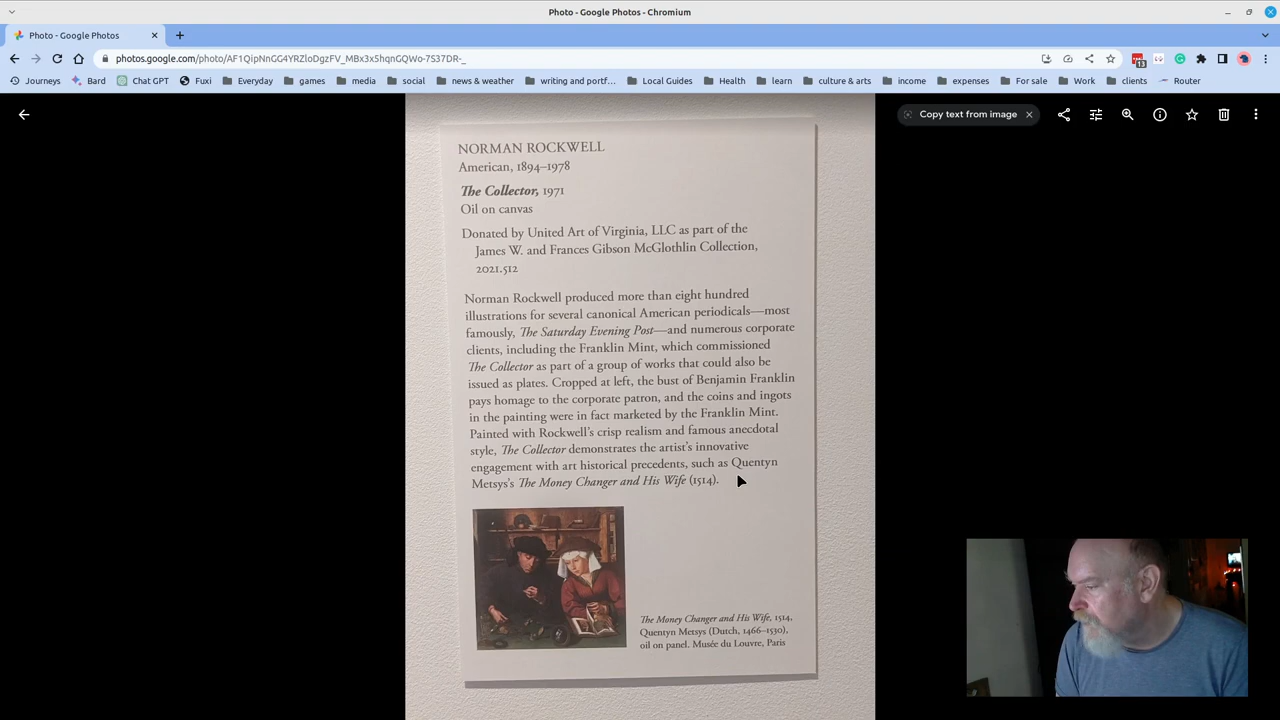 Photo - Google Photos - Chromium
Photo - Google Photos
photos.google.com/photo/AF1QipNnGG4YRZloDgzFV_MBx3x5hqnGQWo-7S37DR-_
13
Journeys Bard Chat GPT Fuxi Everyday games media social news & weather writing and portf... Local Guides Health learn culture & arts income expenses For sale Work clients Router
Copy text from image
NORMAN ROCKWELL
American, 1894–1978
The Collector, 1971
Oil on canvas
Donated by United Art of Virginia, LLC as part of the
James W. and Frances Gibson McGlothlin Collection,
2021.512
Norman Rockwell produced more than eight hundred
illustrations for several canonical American periodicals—most
famously, The Saturday Evening Post—and numerous corporate
clients, including the Franklin Mint, which commissioned
The Collector as part of a group of works that could also be
issued as plates. Cropped at left, the bust of Benjamin Franklin
pays homage to the corporate patron, and the coins and ingots
in the painting were in fact marketed by the Franklin Mint.
Painted with Rockwell's crisp realism and famous anecdotal
style, The Collector demonstrates the artist's innovative
engagement with art historical precedents, such as Quentyn
Metsys's The Money Changer and His Wife (1514).
The Money Changer and His Wife, 1514,
Quentyn Metsys (Dutch, 1466–1530),
oil on panel. Musée du Louvre, Paris